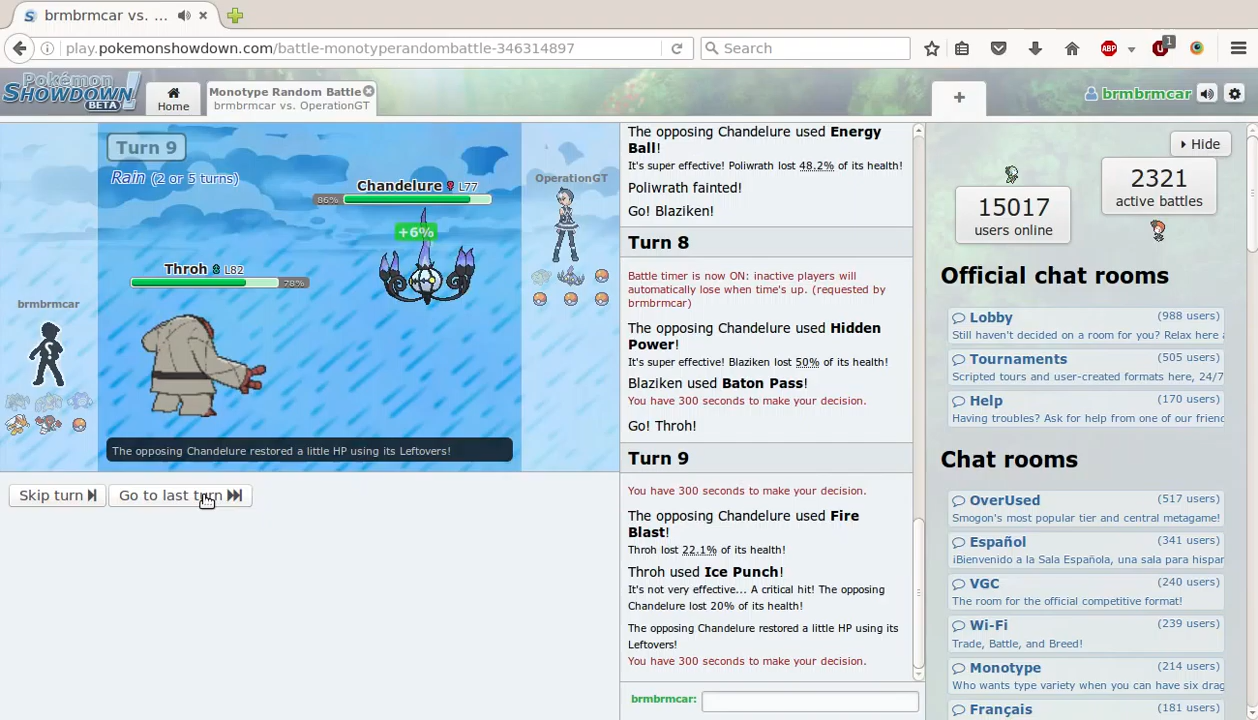 brmbrmcar vs. ...
play.pokemonshowdown.com/battle-monotyperandombattle-346314897
Search
ABP
1
Pokémon
SHOWDOWN!
BETA
Home
Monotype Random Battle
brmbrmcar vs. OperationGT
+
brmbrmcar
Turn 9
Rain (2 or 5 turns)
Chandelure L77
86%
+6%
Throh L82
78%
brmbrmcar
OperationGT
The opposing Chandelure restored a little HP using its Leftovers!
Skip turn
Go to last turn
The opposing Chandelure used Energy
Ball!
It's super effective! Poliwrath lost 48.2% of its health!
Poliwrath fainted!
Go! Blaziken!
Turn 8
Battle timer is now ON: inactive players will
automatically lose when time's up. (requested by
brmbrmcar)
The opposing Chandelure used Hidden
Power!
It's super effective! Blaziken lost 50% of its health!
Blaziken used Baton Pass!
You have 300 seconds to make your decision.
Go! Throh!
Turn 9
You have 300 seconds to make your decision.
The opposing Chandelure used Fire
Blast!
Throh lost 22.1% of its health!
Throh used Ice Punch!
It's not very effective... A critical hit! The opposing
Chandelure lost 20% of its health!
The opposing Chandelure restored a little HP using its
Leftovers!
You have 300 seconds to make your decision.
brmbrmcar:
Hide
15017
users online
2321
active battles
Official chat rooms
Lobby (988 users)
Still haven't decided on a room for you? Relax here
Tournaments (505 users)
Scripted tours and user-created formats here, 24/7
Help (170 users)
Having troubles? Ask for help from one of our
Chat rooms
OverUsed (517 users)
Smogon's most popular tier and central metagame!
Español (341 users)
¡Bienvenido a la Sala Española, una sala para
VGC (240 users)
The room for the official competitive format!
Wi-Fi (239 users)
Trade, Battle, and Breed!
Monotype (214 users)
Who wants type variety when you can have six
Français (181 users)